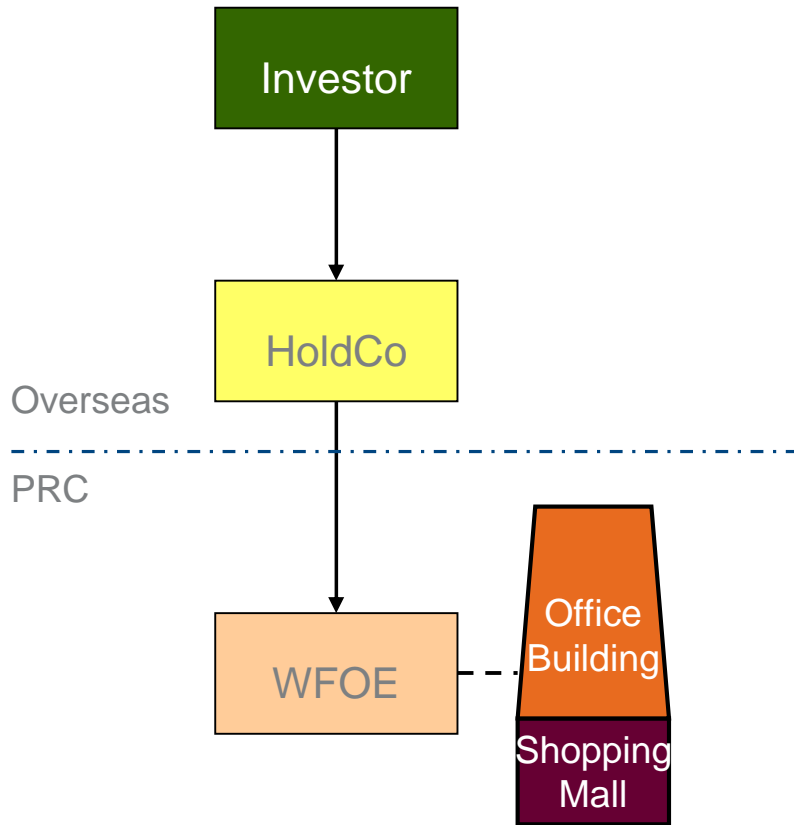 Investor
HoldCo
Overseas
PRC
Office
Building
WFOE
Shopping
Mall